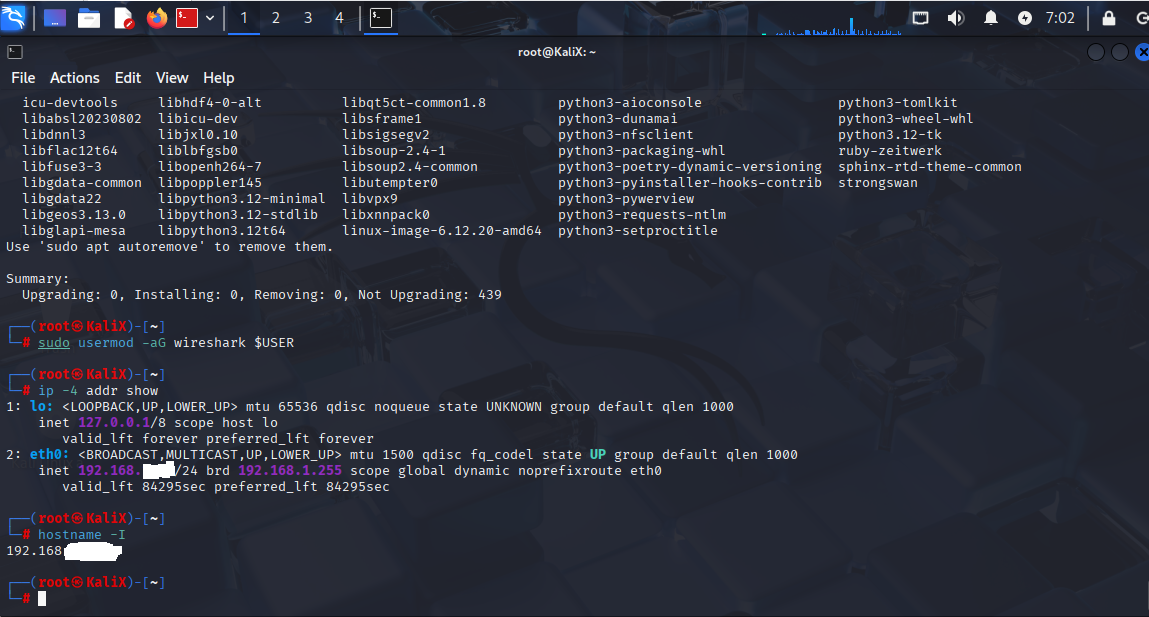 1 2 3 4 7:02
root@KaliX: ~
File Actions Edit View Help
icu-devtools libhdf4-0-alt libqt5ct-common1.8 python3-aioconsole python3-tomlkit
libabsl20230802 libicu-dev libsframe1 python3-dunamai python3-wheel-whl
libdnnl3 libjxl0.10 libsigsegv2 python3-nfsclient python3.12-tk
libflac12t64 liblbfgsb0 libsoup-2.4-1 python3-packaging-whl ruby-zeitwerk
libfuse3-3 libopenh264-7 libsoup2.4-common python3-poetry-dynamic-versioning sphinx-rtd-theme-common
libgdata-common libpoppler145 libutempter0 python3-pyinstaller-hooks-contrib strongswan
libgdata22 libpython3.12-minimal libvpx9 python3-pywerview
libgeos3.13.0 libpython3.12-stdlib libxnnpack0 python3-requests-ntlm
libglapi-mesa libpython3.12t64 linux-image-6.12.20-amd64 python3-setproctitle
Use 'sudo apt autoremove' to remove them.
Summary:
Upgrading: 0, Installing: 0, Removing: 0, Not Upgrading: 439
┌──(root㉿KaliX)-[~]
└─# sudo usermod -aG wireshark $USER
┌──(root㉿KaliX)-[~]
└─# ip -4 addr show
1: lo: <LOOPBACK,UP,LOWER_UP> mtu 65536 qdisc noqueue state UNKNOWN group default qlen 1000
inet 127.0.0.1/8 scope host lo
valid_lft forever preferred_lft forever
2: eth0: <BROADCAST,MULTICAST,UP,LOWER_UP> mtu 1500 qdisc fq_codel state UP group default qlen 1000
inet 192.168. /24 brd 192.168.1.255 scope global dynamic noprefixroute eth0
valid_lft 84295sec preferred_lft 84295sec
┌──(root㉿KaliX)-[~]
└─# hostname -I
192.168
┌──(root㉿KaliX)-[~]
└─#